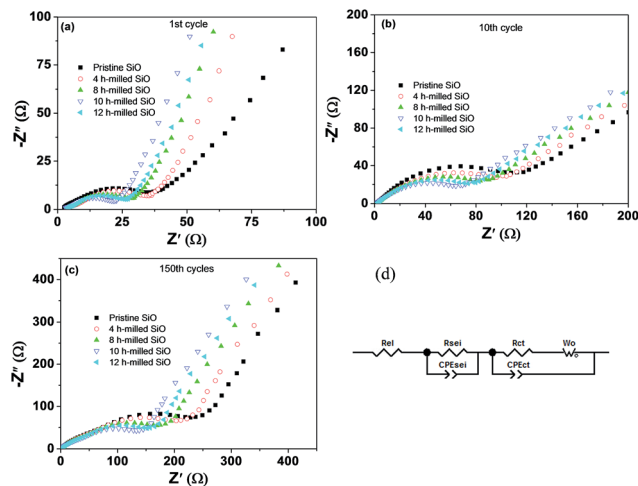 1st cycle
(a)
Pristine SiO
4 h-milled SiO
8 h-milled SiO
10 h-milled SiO
12 h-milled SiO
-Z″ (Ω)
100
75
50
25
0
0 25 50 75 100
Z′ (Ω)
(b)
10th cycle
Pristine SiO
4 h-milled SiO
8 h-milled SiO
10 h-milled SiO
12 h-milled SiO
-Z″ (Ω)
200
160
120
80
40
0
0 40 80 120 160 200
Z′ (Ω)
(c)
150th cycles
Pristine SiO
4 h-milled SiO
8 h-milled SiO
10 h-milled SiO
12 h-milled SiO
-Z″ (Ω)
400
300
200
100
0
0 100 200 300 400
Z′ (Ω)
(d)
Rel Rsei Rct Wo
CPEsei CPEct